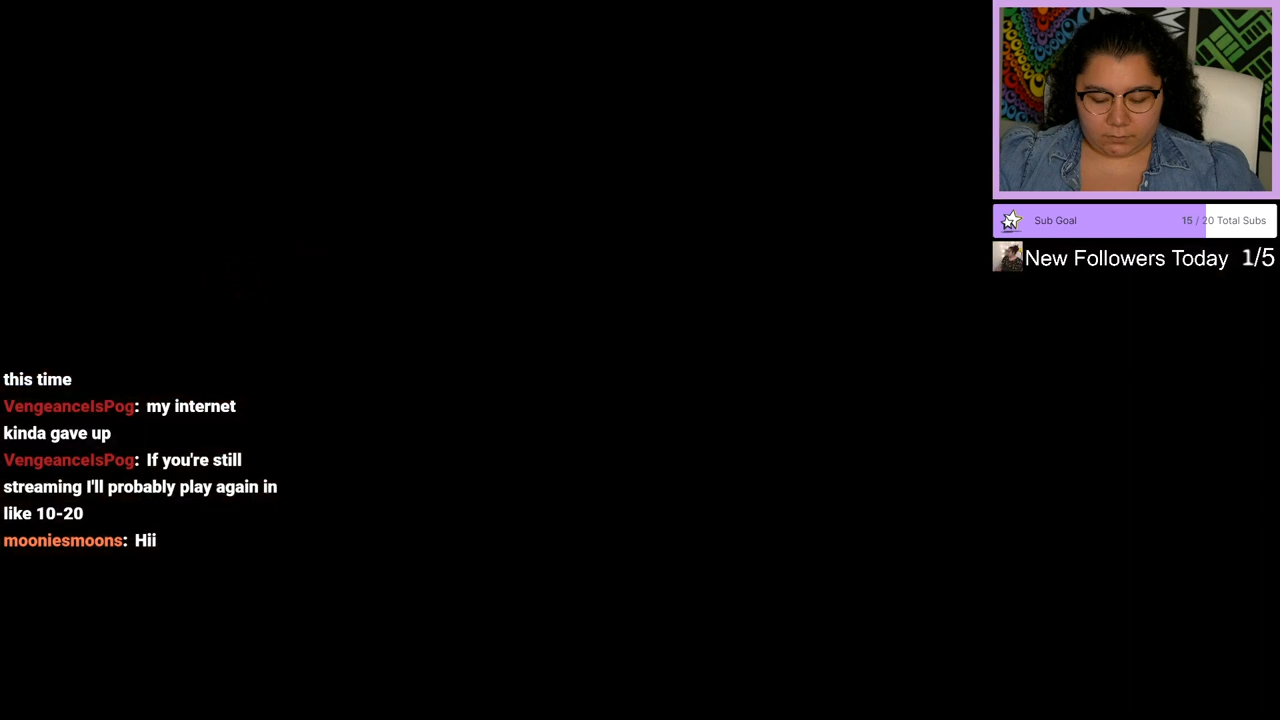 Sub Goal 15 / 20 Total Subs
New Followers Today 1/5
this time
VengeanceIsPog: my internet
kinda gave up
VengeanceIsPog: If you're still
streaming I'll probably play again in
like 10-20
mooniesmoons: Hii